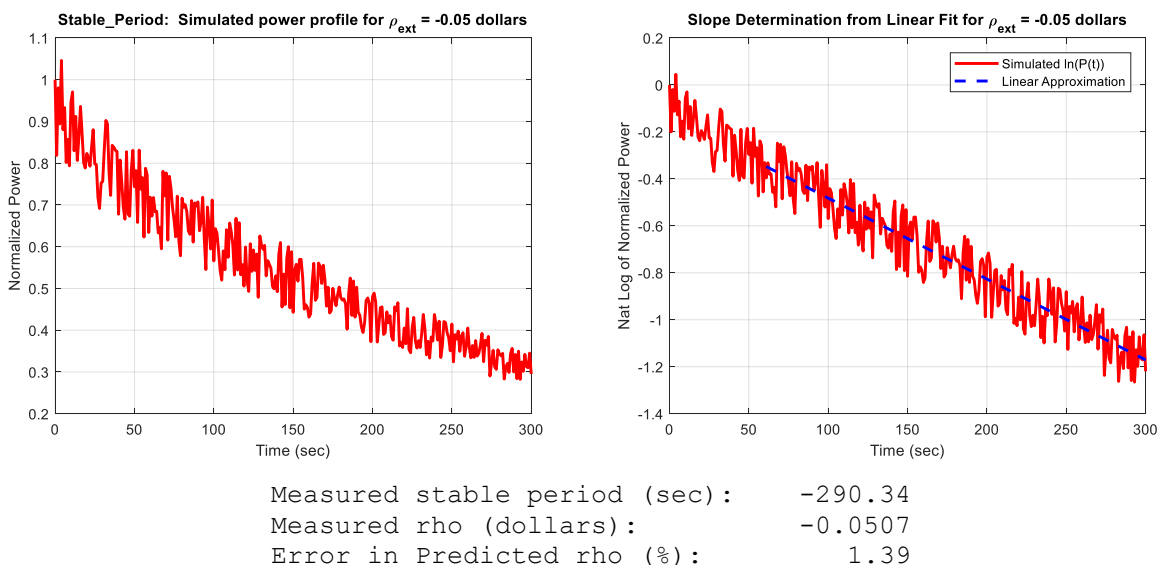 Stable_Period: Simulated power profile for ρext = -0.05 dollars
1.1
1
0.9
0.8
0.7
0.6
0.5
0.4
0.3
0.2
Normalized Power
0 50 100 150 200 250 300
Time (sec)
Slope Determination from Linear Fit for ρext = -0.05 dollars
Simulated ln(P(t))
Linear Approximation
0.2
0
-0.2
-0.4
-0.6
-0.8
-1
-1.2
-1.4
Nat Log of Normalized Power
0 50 100 150 200 250 300
Time (sec)
Measured stable period (sec): -290.34
Measured rho (dollars): -0.0507
Error in Predicted rho (%): 1.39